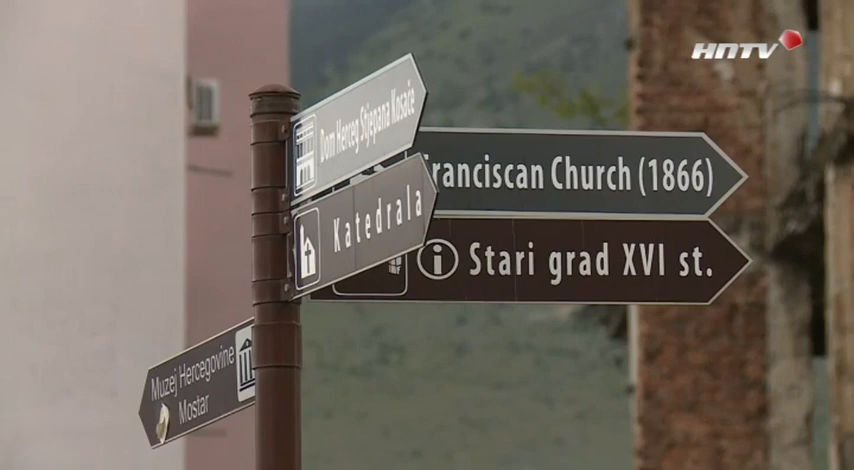 HNTV
Dom Herceg Stjepana Kosače
Franciscan Church (1866)
Katedrala
Stari grad XVI st.
Muzej Hercegovine
Mostar